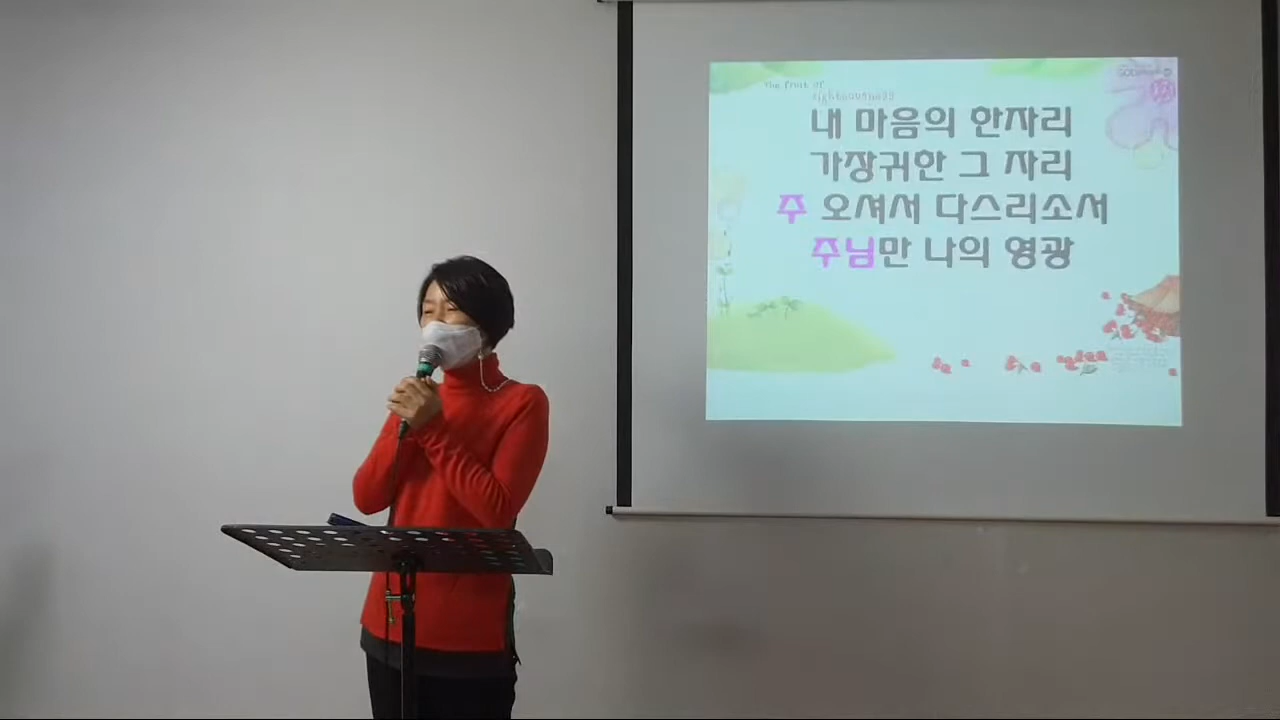 The fruit of
righteousness
내 마음의 한자리
가장귀한 그 자리
주 오셔서 다스리소서
주님만 나의 영광